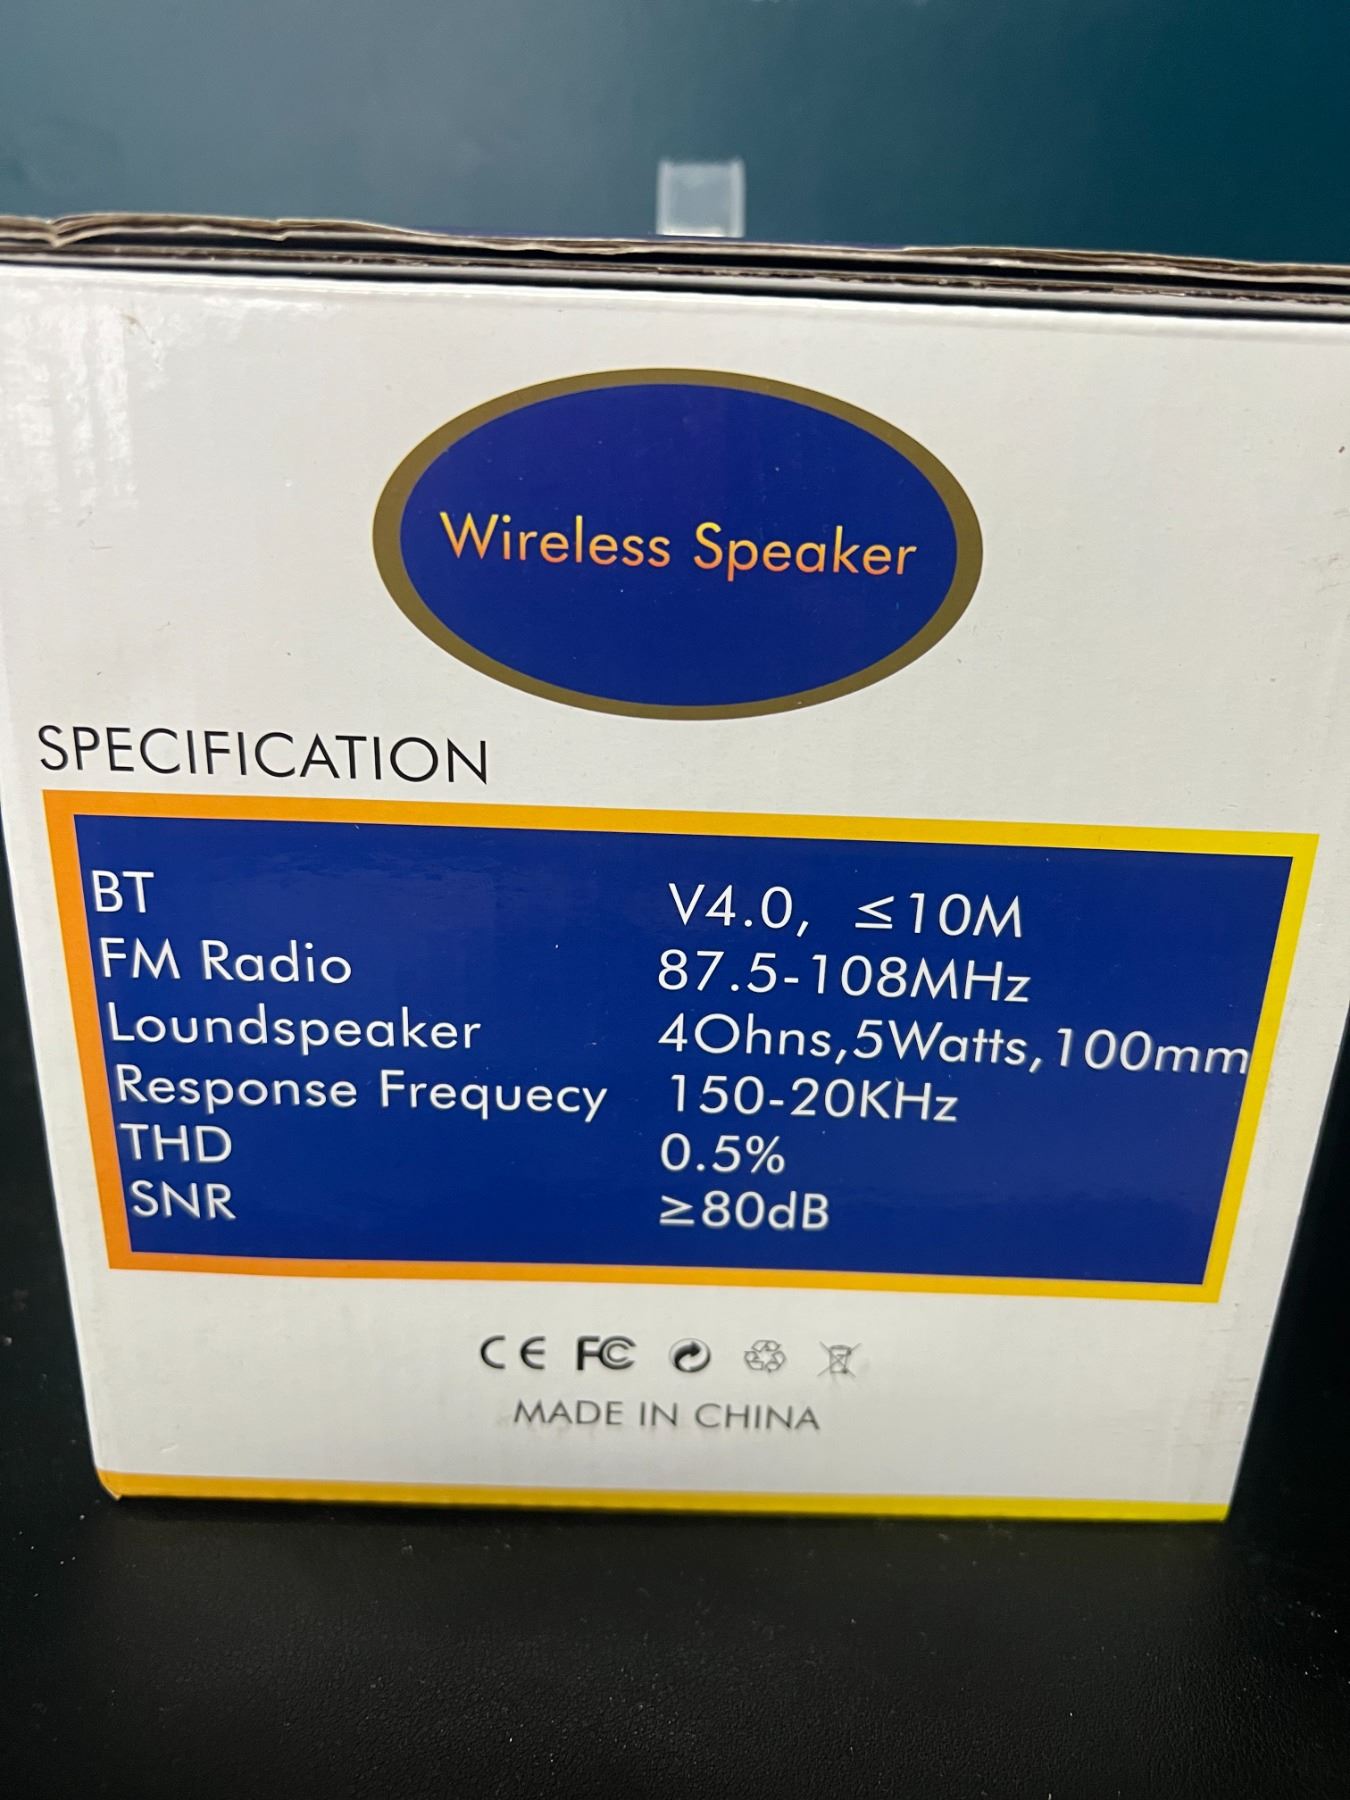 Wireless Speaker
SPECIFICATION
BT V4.0, ≤10M
FM Radio 87.5-108MHz
Loundspeaker 4Ohns,5Watts,100mm
Response Frequecy 150-20KHz
THD 0.5%
SNR ≥80dB
CE FC
MADE IN CHINA